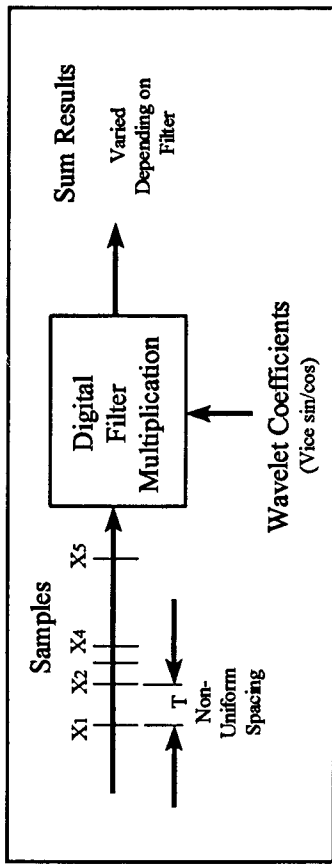 Samples
X1 X2 X4 X5
T
Non-
Uniform
Spacing
Digital
Filter
Multiplication
Wavelet Coefficients
(Vice sin/cos)
Sum Results
Varied
Depending on
Filter